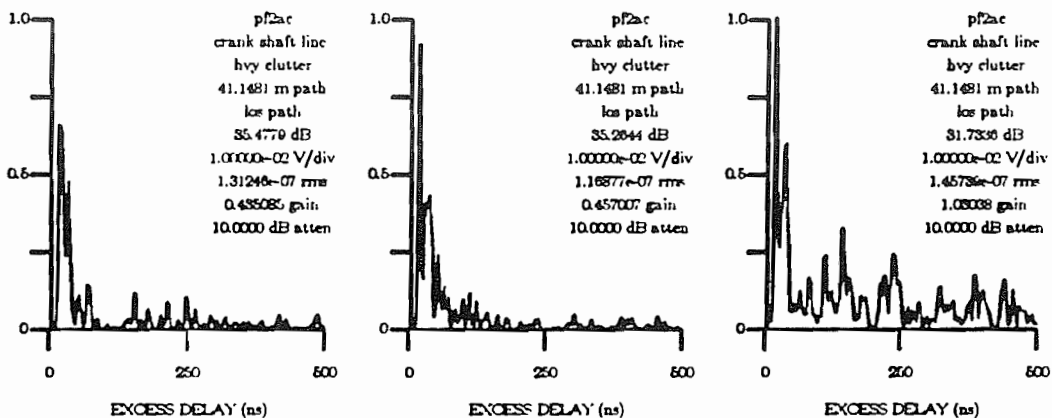 1.0
0.5
0
pf2ac
crank shaft line
hvy clutter
41.1481 m path
los path
35.4779 dB
1.00000e-02 V/div
1.31246e-07 rms
0.435085 gain
10.0000 dB atten
0
250
500
EXCESS DELAY (ns)
1.0
0.5
0
pf2ac
crank shaft line
hvy clutter
41.1481 m path
los path
35.2644 dB
1.00000e-02 V/div
1.16877e-07 rms
0.457007 gain
10.0000 dB atten
0
250
500
EXCESS DELAY (ns)
1.0
0.5
0
pf2ac
crank shaft line
hvy clutter
41.1481 m path
los path
31.7336 dB
1.00000e-02 V/div
1.45739e-07 rms
1.03038 gain
10.0000 dB atten
0
250
500
EXCESS DELAY (ns)